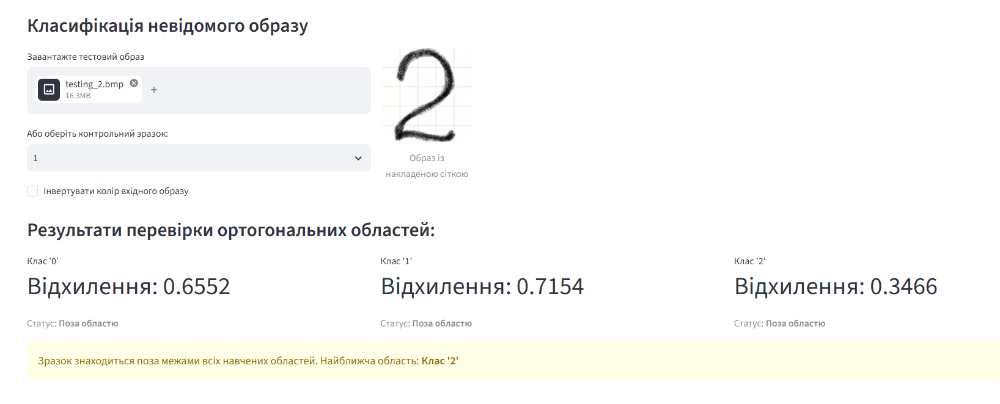 Класифікація невідомого образу
Завантажте тестовий образ
testing_2.bmp
16.3MB
+
Або оберіть контрольний зразок:
1
Інвертувати колір вхідного образу
2
Образ із
накладеною сіткою
Результати перевірки ортогональних областей:
Клас '0'
Відхилення: 0.6552
Статус: Поза областю
Клас '1'
Відхилення: 0.7154
Статус: Поза областю
Клас '2'
Відхилення: 0.3466
Статус: Поза областю
Зразок знаходиться поза межами всіх навчених областей. Найближча область: Клас '2'